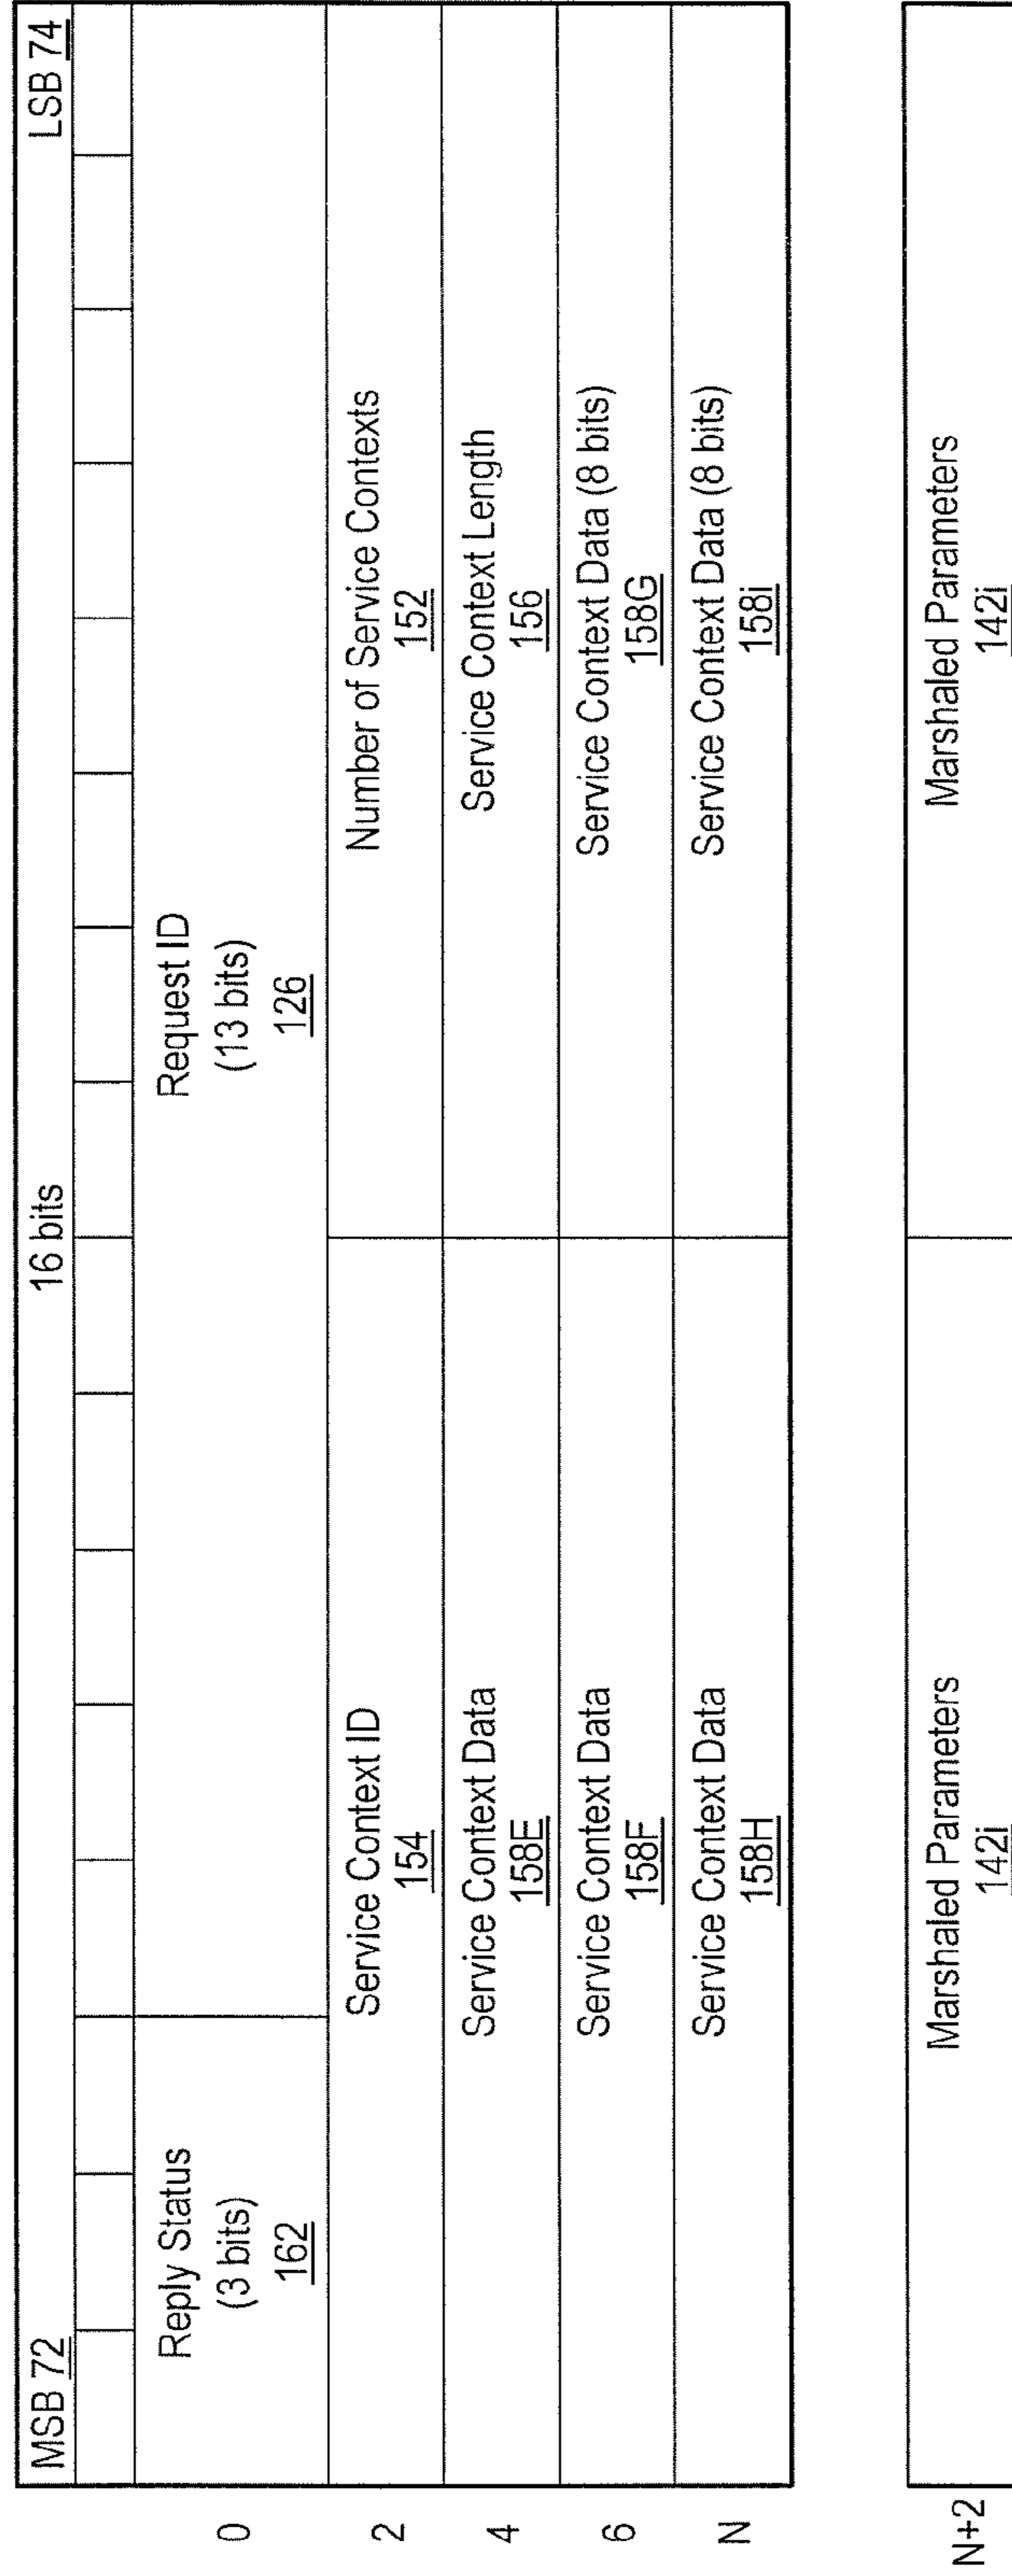 MSB 72
16 bits
LSB 74
0
Reply Status
(3 bits)
162
Request ID
(13 bits)
126
2
Service Context ID
154
Number of Service Contexts
152
4
Service Context Data
158E
Service Context Length
156
6
Service Context Data
158F
Service Context Data (8 bits)
158G
N
Service Context Data
158H
Service Context Data (8 bits)
158i
N+2
Marshaled Parameters
142i
Marshaled Parameters
142i